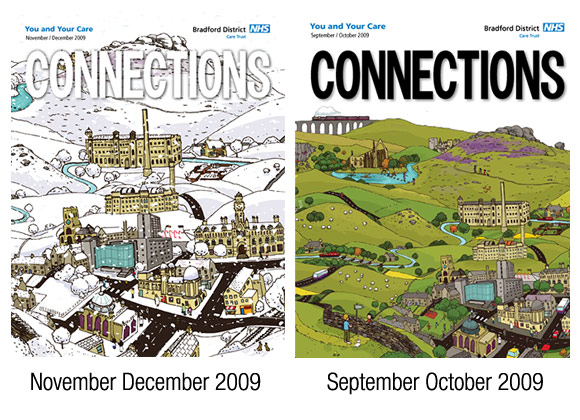 You and Your Care
November / December 2009
Bradford District NHS
Care Trust
CONNECTIONS
You and Your Care
September / October 2009
Bradford District NHS
Care Trust
CONNECTIONS
November December 2009
September October 2009